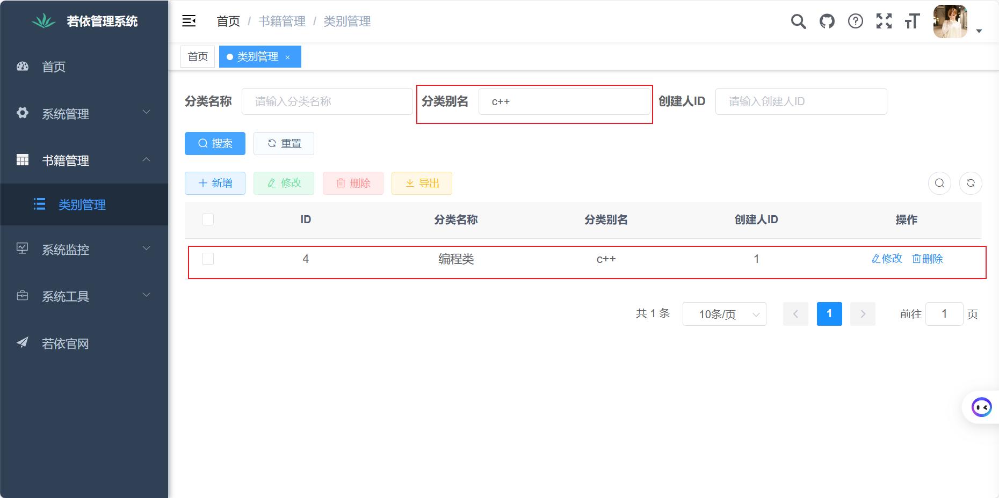 若依管理系统
首页 / 书籍管理 / 类别管理
首页
系统管理
书籍管理
类别管理
系统监控
系统工具
若依官网
首页 类别管理 ×
分类名称 请输入分类名称 分类别名 c++ 创建人ID 请输入创建人ID
搜索 重置
新增 修改 删除 导出
ID 分类名称 分类别名 创建人ID 操作
4 编程类 c++ 1 修改 删除
共 1 条 10条/页 1 前往 1 页